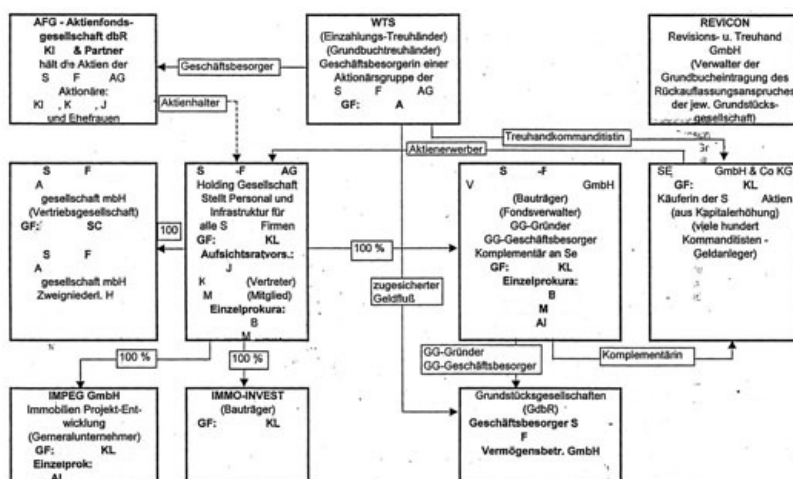 AFG - Aktienfonds-
gesellschaft dbR
KI & Partner
hält die Aktien der
S F AG
Aktionäre:
KI , K , J
und Ehefrauen
Geschäftsbesorger
WTS
(Einzahlungs-Treuhänder)
(Grundbuchtreuhänder)
Geschäftsbesorgerin einer
Aktionärsgruppe der
S F AG
GF: A
REVICON
Revisions- u. Treuhand
GmbH
(Verwalter der
Grundbucheintragung des
Rückauflassungsanspruches
der jew. Grundstücks-
gesellschaft)
Aktienhalter
Treuhandkommanditistin
Aktienerwerber
S F
A
gesellschaft mbH
(Vertriebsgesellschaft)
GF: SC
S F
A
gesellschaft mbH
Zweigniederl. H
100
S -F AG
Holding Gesellschaft
Stellt Personal und
Infrastruktur für
alle S Firmen
GF: KL
Aufsichtsratvors.:
J
K (Vertreter)
M (Mitglied)
Einzelprokura:
B
M
100 %
zugesicherter
Geldfluß
S -F
V GmbH
(Bauträger)
(Fondsverwalter)
GG-Gründer
GG-Geschäftsbesorger
Komplementär an Se
GF: KL
Einzelprokura:
B
M
Al
SE GmbH & Co KG
GF: KL
Käuferin der S Aktien
(aus Kapitalerhöhung)
(viele hundert
Kommanditisten -
Geldanleger)
100 %
100 %
GG-Gründer
GG-Geschäftsbesorger
Komplementärin
IMPEG GmbH
Immobilien Projekt-Ent-
wicklung
(Gemeralunternehmer)
GF: KL
Einzelprok:
Al
IMMO-INVEST
(Bauträger)
GF: KL
Grundstücksgesellschaften
(GdbR)
Geschäftsbesorger S
F
Vermögensbetr. GmbH